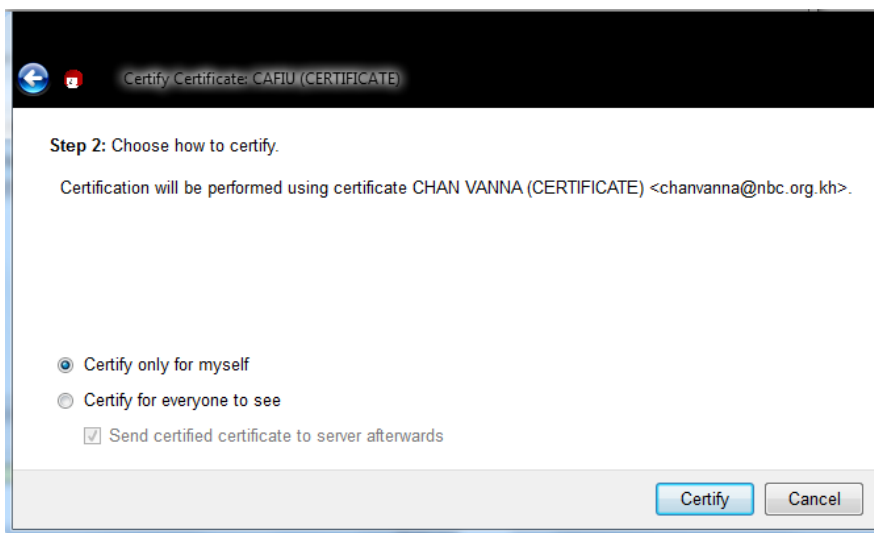 Certify Certificate: CAFIU (CERTIFICATE)
Step 2: Choose how to certify.
Certification will be performed using certificate CHAN VANNA (CERTIFICATE) <chanvanna@nbc.org.kh>.
Certify only for myself
Certify for everyone to see
Send certified certificate to server afterwards
Certify Cancel